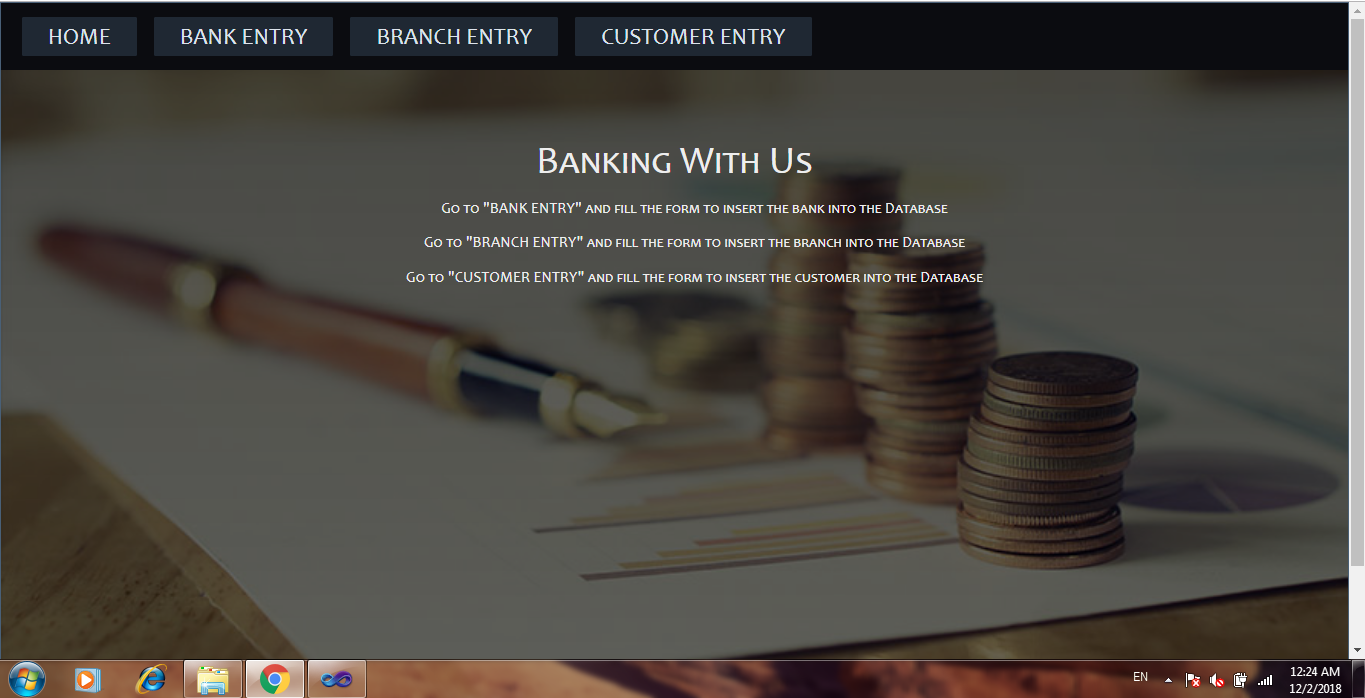 HOME BANK ENTRY BRANCH ENTRY CUSTOMER ENTRY
Banking With Us
Go to "BANK ENTRY" and fill the form to insert the bank into the Database
Go to "BRANCH ENTRY" and fill the form to insert the branch into the Database
Go to "CUSTOMER ENTRY" and fill the form to insert the customer into the Database
EN
12:24 AM
12/2/2018